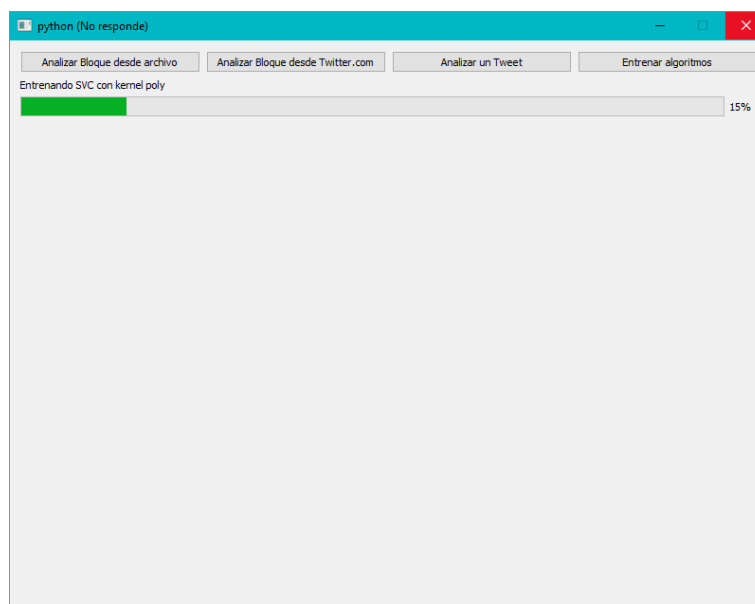 python (No responde)
Analizar Bloque desde archivo Analizar Bloque desde Twitter.com Analizar un Tweet Entrenar algoritmos
Entrenando SVC con kernel poly
15%